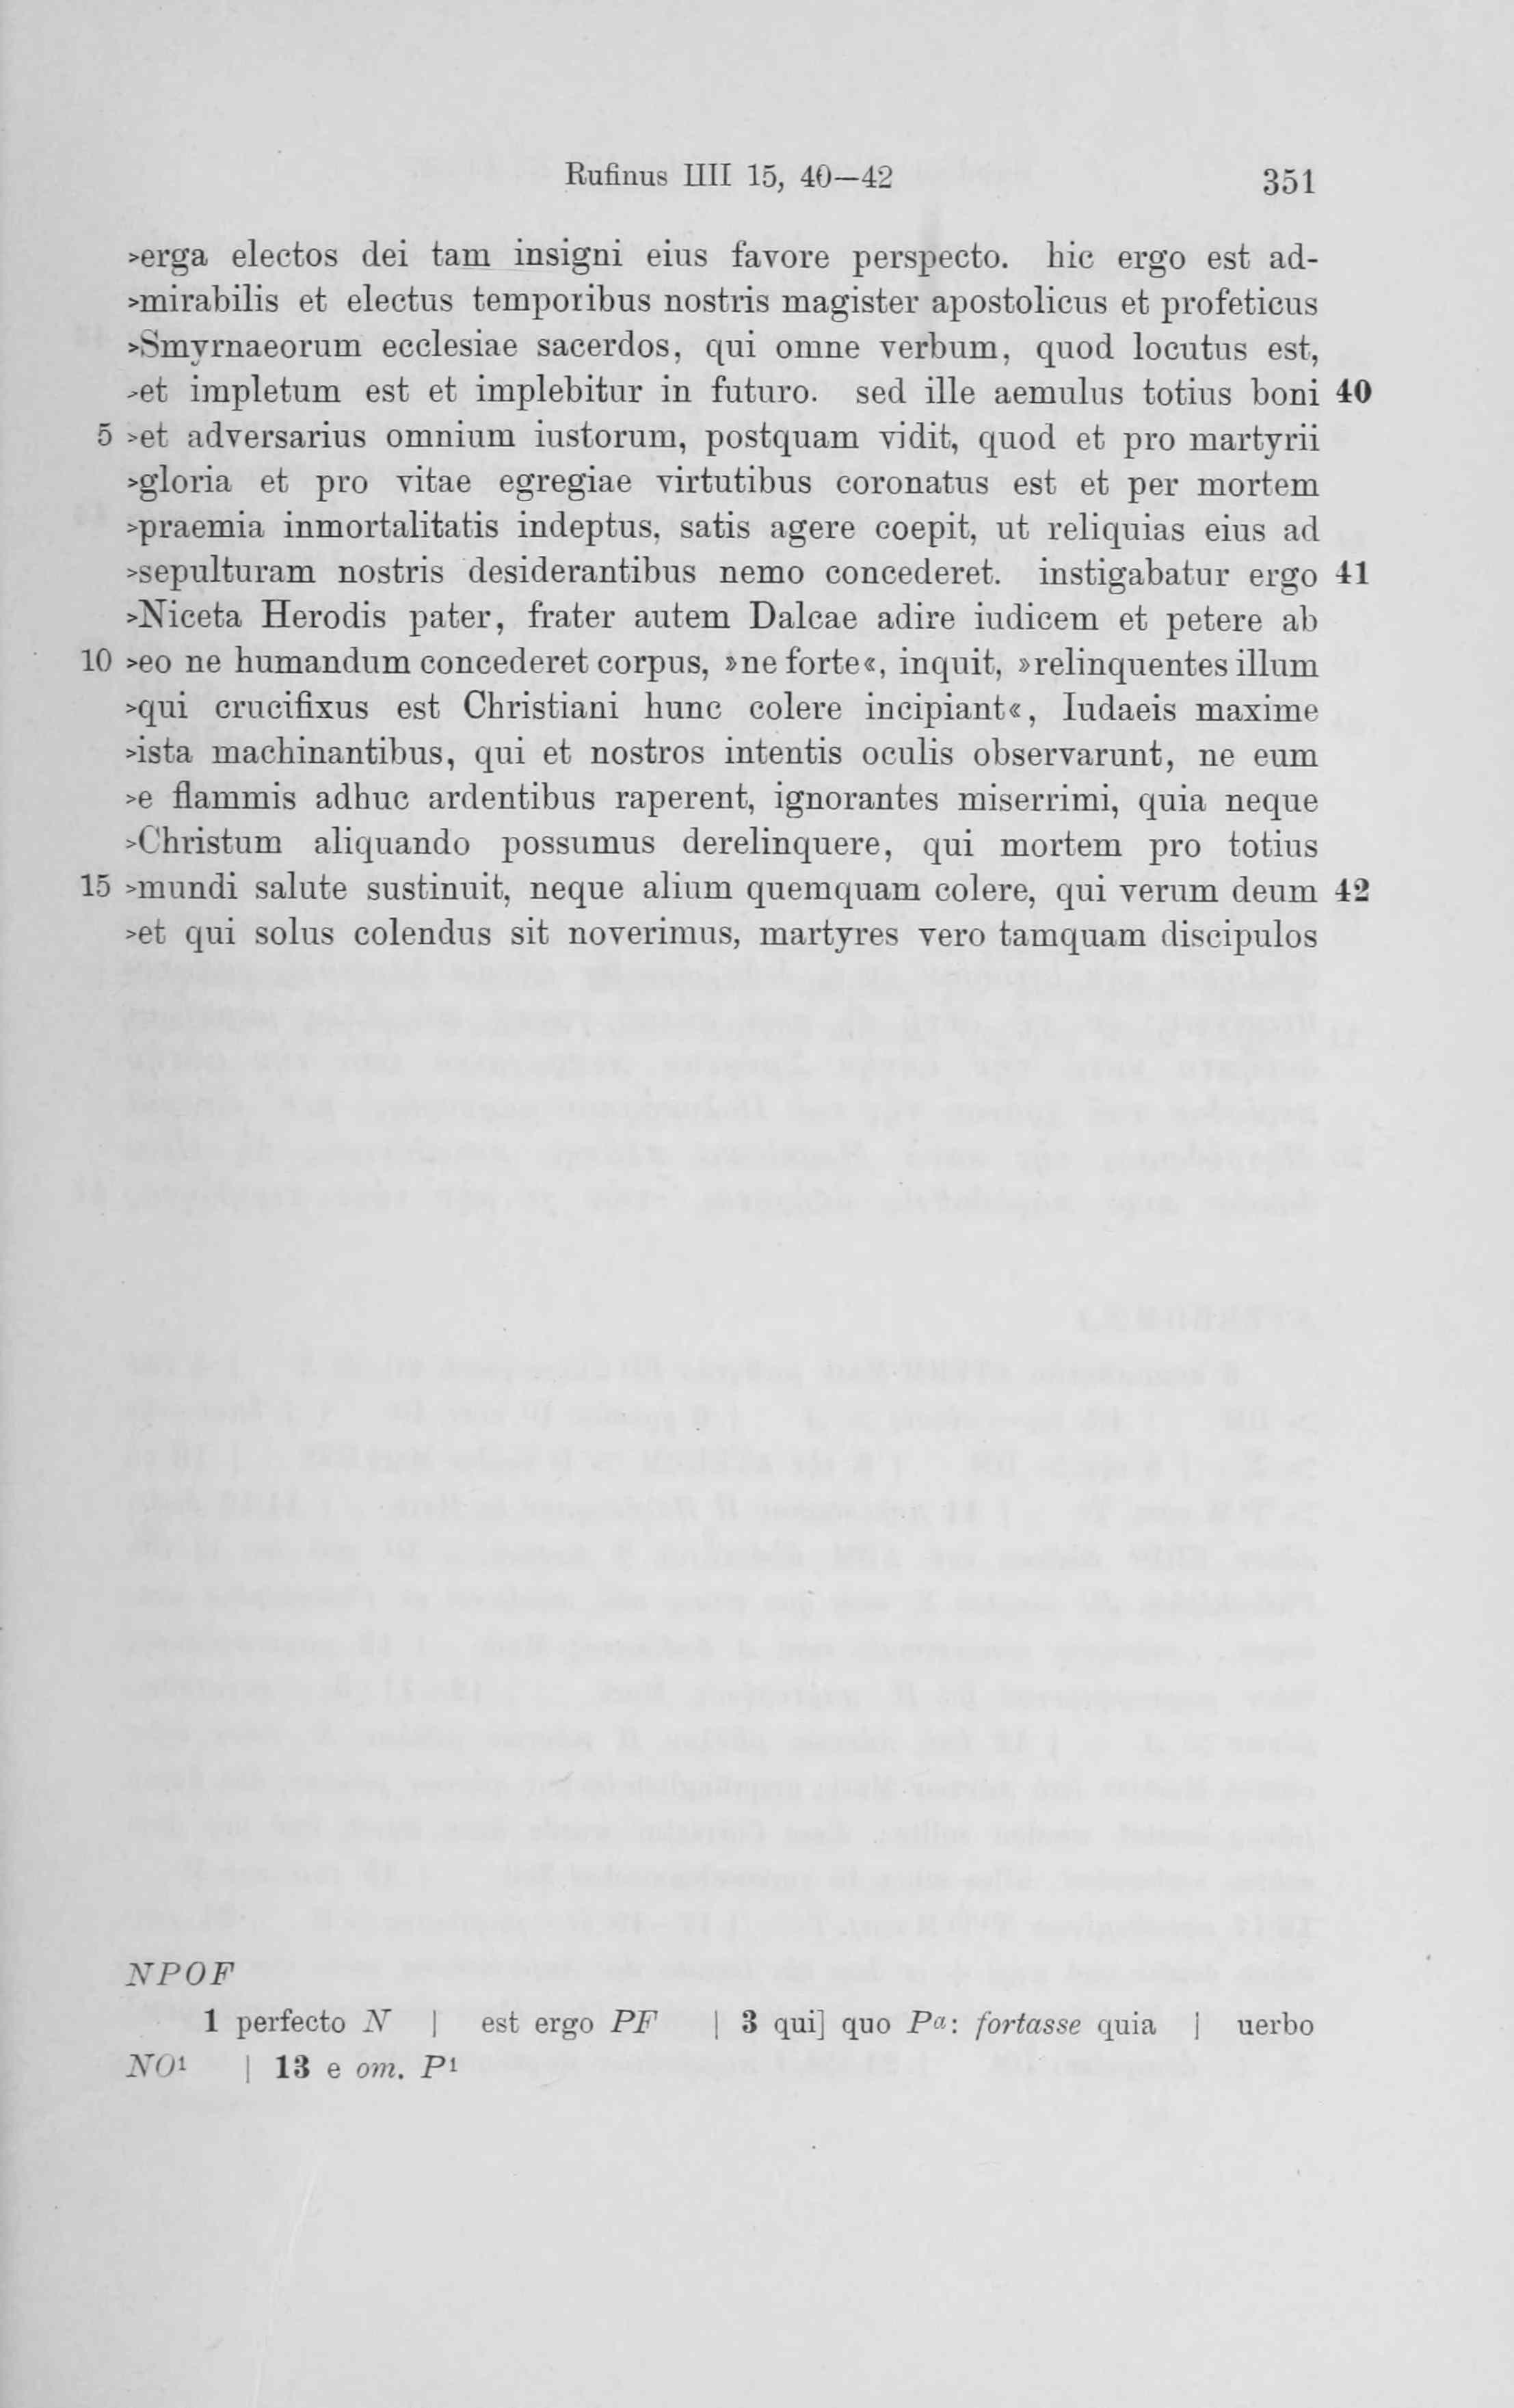 Rufinus IIII 15, 40—42 351
>erga electos dei tam insigni eius favore perspecto. hic ergo est ad-
>mirabilis et electus temporibus nostris magister apostolicus et profeticus
>Smyrnaeorum ecclesiae sacerdos, qui omne verbum, quod locutus est,
>et impletum est et implebitur in futuro. sed ille aemulus totius boni 40
5 >et adversarius omnium iustorum, postquam vidit, quod et pro martyrii
>gloria et pro vitae egregiae virtutibus coronatus est et per mortem
>praemia inmortalitatis indeptus, satis agere coepit, ut reliquias eius ad
>sepulturam nostris desiderantibus nemo concederet. instigabatur ergo 41
>Niceta Herodis pater, frater autem Dalcae adire iudicem et petere ab
10 >eo ne humandum concederet corpus, »ne forte«, inquit, »relinquentes illum
>qui crucifixus est Christiani hunc colere incipiant«, Iudaeis maxime
>ista machinantibus, qui et nostros intentis oculis observarunt, ne eum
>e flammis adhuc ardentibus raperent, ignorantes miserrimi, quia neque
>Christum aliquando possumus derelinquere, qui mortem pro totius
15 >mundi salute sustinuit, neque alium quemquam colere, qui verum deum 42
>et qui solus colendus sit noverimus, martyres vero tamquam discipulos
NPOF
1 perfecto N | est ergo PF | 3 qui] quo Pª: fortasse quia | uerbo
NO¹ | 13 e om. P¹